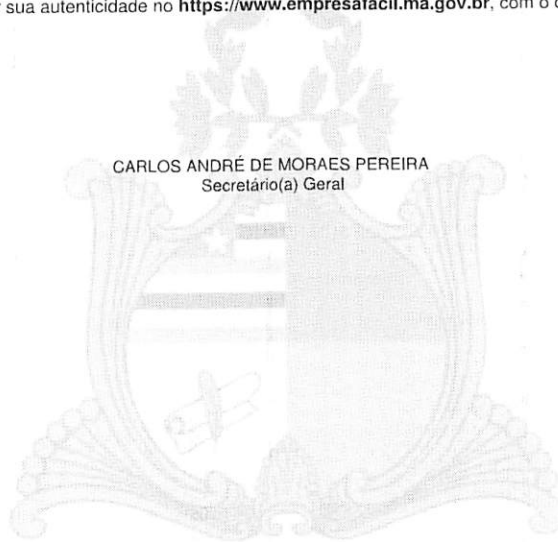 sua autenticidade no https://www.empresafacil.ma.gov.br, com o
CARLOS ANDRÉ DE MORAES PEREIRA
Secretário(a) Geral